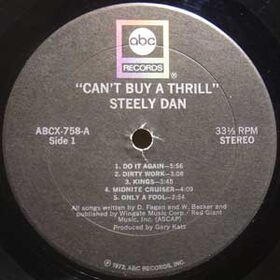 abc
RECORDS
®
"CAN'T BUY A THRILL"
STEELY DAN
ABCX-758-A
Side 1
33⅓ RPM
STEREO
1. DO IT AGAIN—5:56
2. DIRTY WORK—3:08
3. KINGS—3:45
4. MIDNITE CRUISER—4:09
5. ONLY A FOOL—3:51
All songs written by D. Fagen and W. Becker and
published by Wingate Music Corp./Red Giant
Music, Inc. (ASCAP)
Produced by Gary Katz
1972, ABC RECORDS, INC.